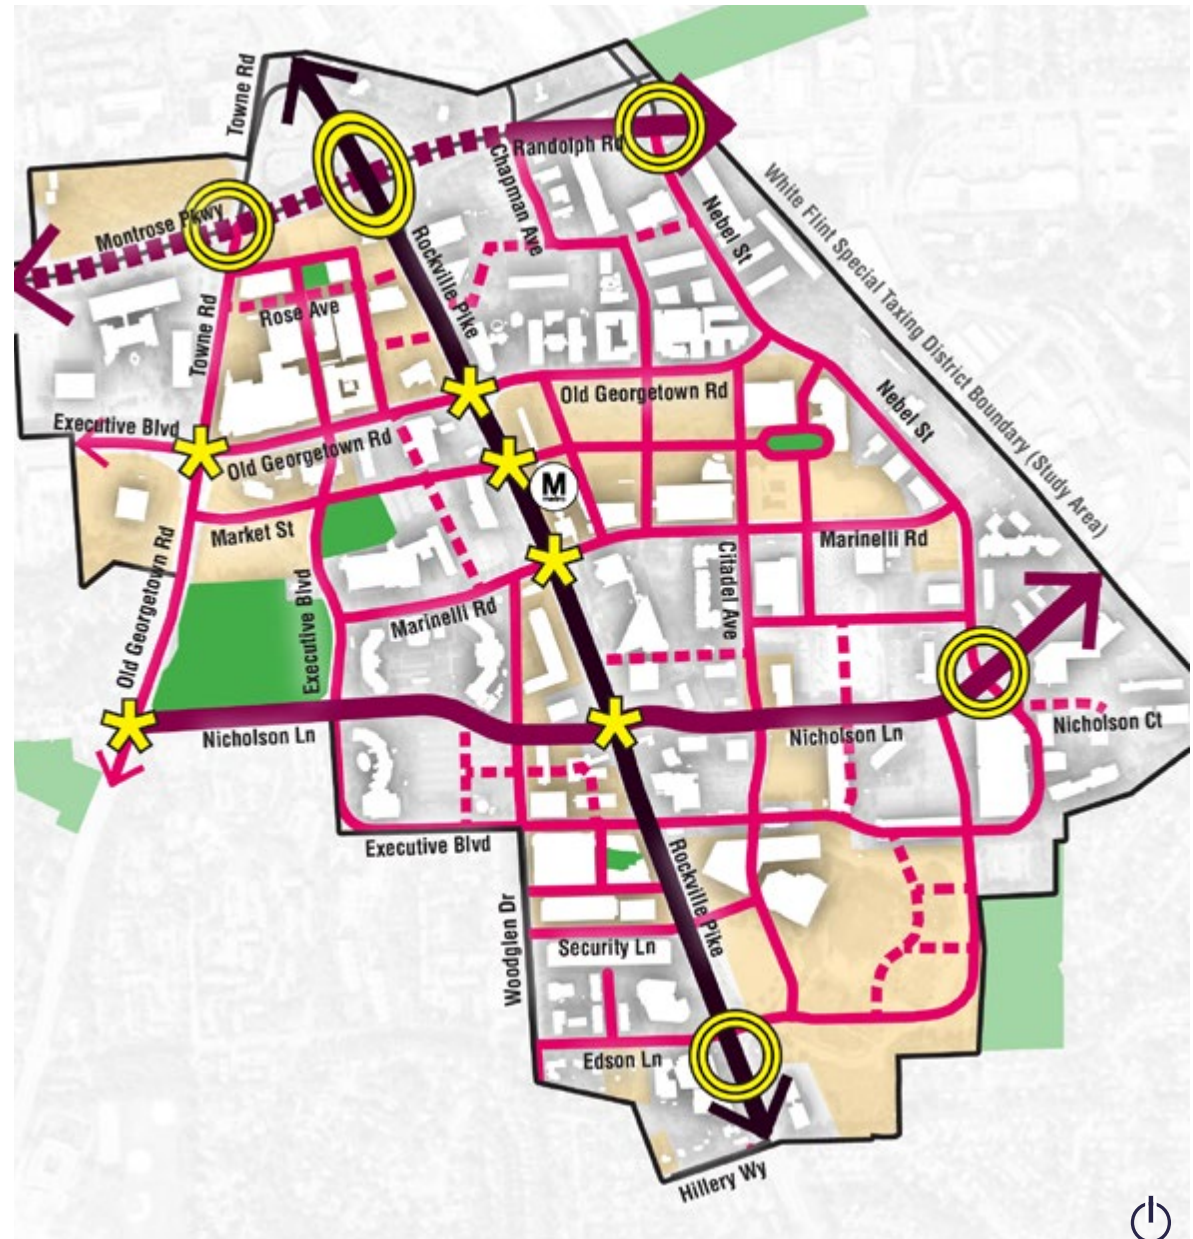 Towne Rd
Randolph Rd
Chapman Ave
Montrose Pkwy
Nebel St
White Flint Special Taxing District Boundary (Study Area)
Rockville Pike
Rose Ave
Towne Rd
Old Georgetown Rd
Nebel St
Executive Blvd
Old Georgetown Rd
M
metro
Market St
Marinelli Rd
Old Georgetown Rd
Executive Blvd
Marinelli Rd
Citadel Ave
Nicholson Ln
Nicholson Ln
Nicholson Ct
Executive Blvd
Rockville Pike
Woodglen Dr
Security Ln
Edson Ln
Hillery Wy